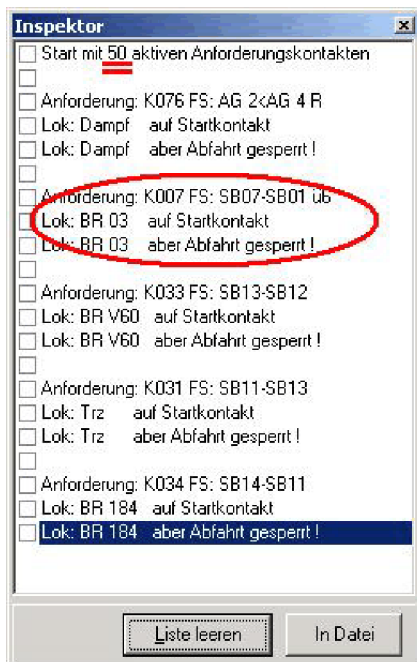 Inspektor
Start mit 50 aktiven Anforderungskontakten
Anforderung: K076 FS: AG 2<AG 4 R
Lok: Dampf auf Startkontakt
Lok: Dampf aber Abfahrt gesperrt !
Anforderung: K007 FS: SB07-SB01 üb
Lok: BR 03 auf Startkontakt
Lok: BR 03 aber Abfahrt gesperrt !
Anforderung: K033 FS: SB13-SB12
Lok: BR V60 auf Startkontakt
Lok: BR V60 aber Abfahrt gesperrt !
Anforderung: K031 FS: SB11-SB13
Lok: Trz auf Startkontakt
Lok: Trz aber Abfahrt gesperrt !
Anforderung: K034 FS: SB14-SB11
Lok: BR 184 auf Startkontakt
Lok: BR 184 aber Abfahrt gesperrt !
Liste leeren In Datei